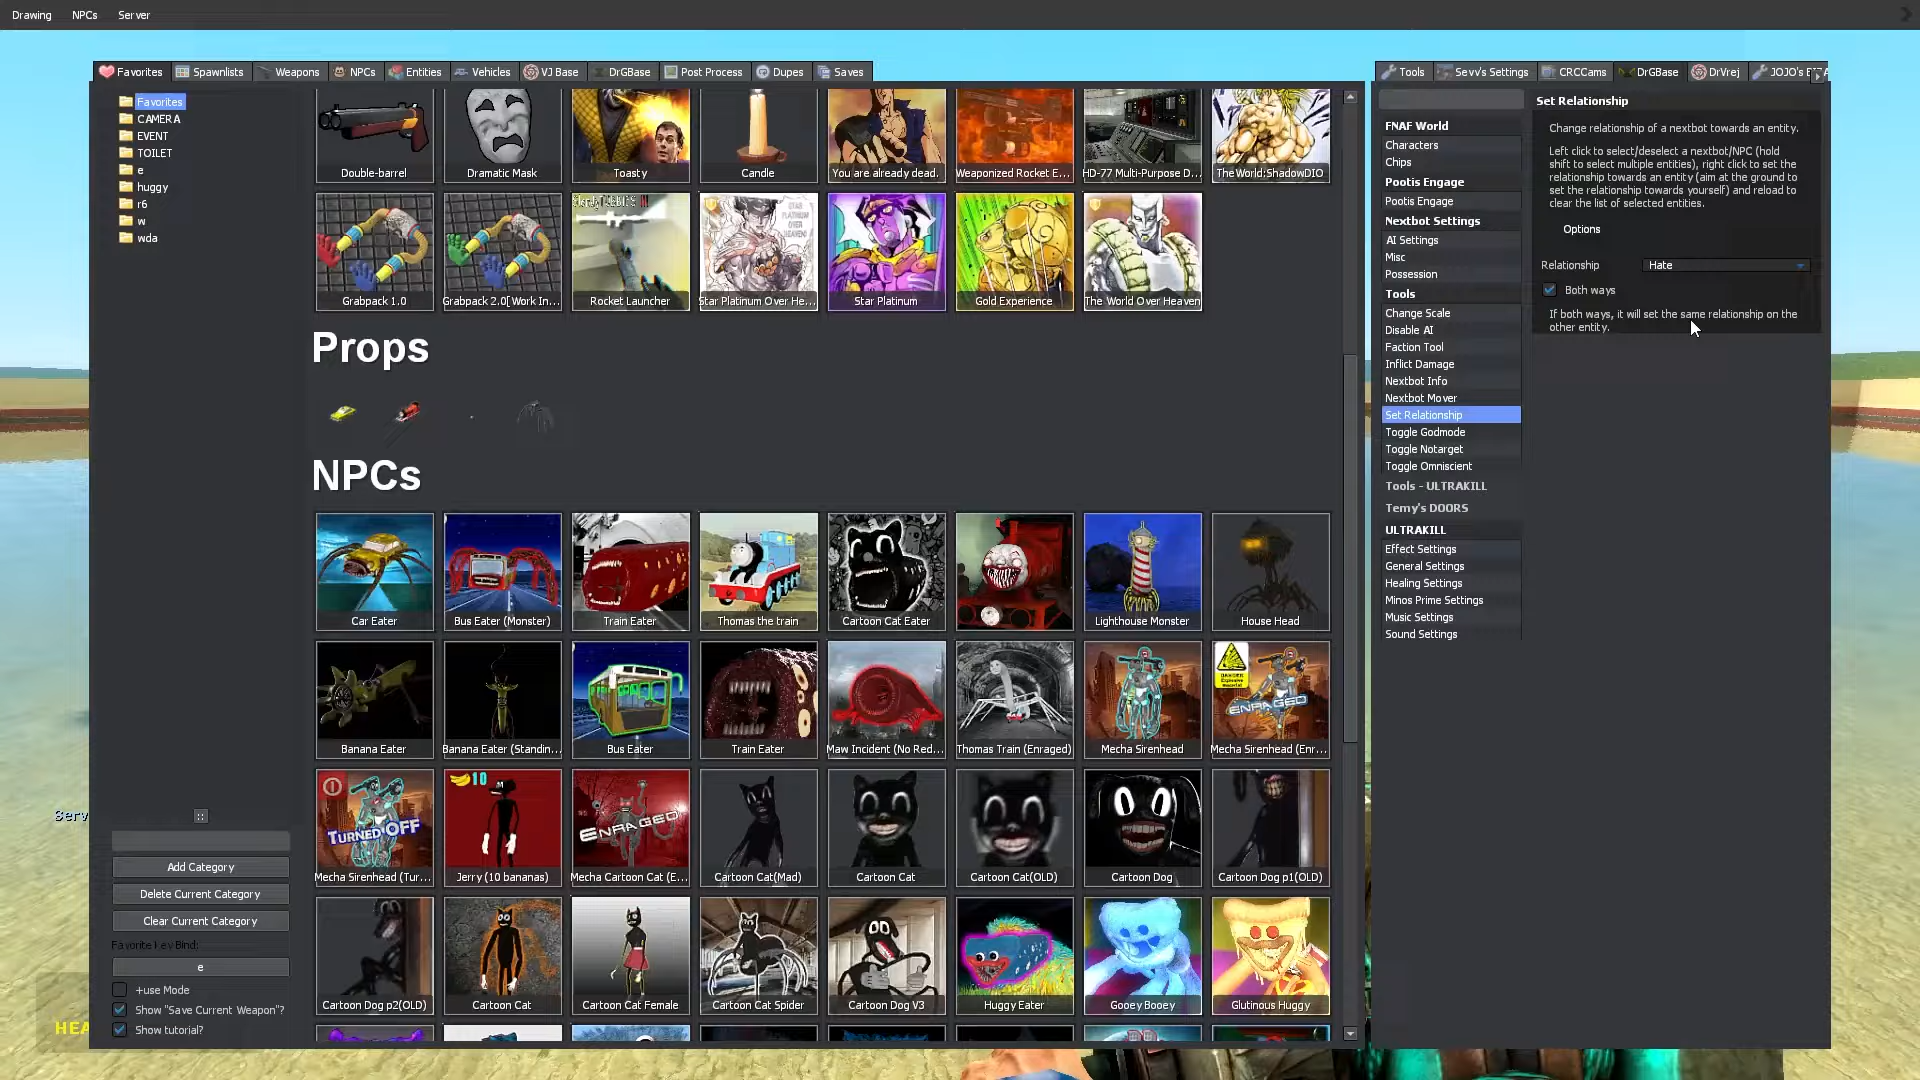 Drawing NPCs Server
Favorites Spawnlists Weapons NPCs Entities Vehicles VJ Base DrGBase Post Process Dupes Saves
Favorites
CAMERA
EVENT
TOILET
e
huggy
r6
w
wda
Double-barrel Dramatic Mask Toasty Candle You are already dead. Weaponized Rocket E... HD-77 Multi-Purpose D... TheWorld:ShadowDIO
Grabpack 1.0 Grabpack 2.0[Work In... Rocket Launcher Star Platinum Over He... Star Platinum Gold Experience The World Over Heaven
Props
NPCs
Car Eater Bus Eater (Monster) Train Eater Thomas the train Cartoon Cat Eater Lighthouse Monster House Head
Banana Eater Banana Eater (Standin... Bus Eater Train Eater Maw Incident (No Red... Thomas Train (Enraged) Mecha Sirenhead Mecha Sirenhead (Enr...
DANGER
ENRAGED
TURNED OFF
10
ENRAGED
Mecha Sirenhead (Tur... Jerry (10 bananas) Mecha Cartoon Cat (E... Cartoon Cat(Mad) Cartoon Cat Cartoon Cat(OLD) Cartoon Dog Cartoon Dog p1(OLD)
Cartoon Dog p2(OLD) Cartoon Cat Cartoon Cat Female Cartoon Cat Spider Cartoon Dog V3 Huggy Eater Gooey Booey Glutinous Huggy
Serv
Add Category
Delete Current Category
Clear Current Category
Favorite Key Bind:
e
+use Mode
Show "Save Current Weapon"?
Show tutorial?
HEA
Tools Sevv's Settings CRCCams DrGBase DrVrej JOJO's
FNAF World
Characters
Chips
Pootis Engage
Pootis Engage
Nextbot Settings
AI Settings
Misc
Possession
Tools
Change Scale
Disable AI
Faction Tool
Inflict Damage
Nextbot Info
Nextbot Mover
Set Relationship
Toggle Godmode
Toggle Notarget
Toggle Omniscient
Tools - ULTRAKILL
Temy's DOORS
ULTRAKILL
Effect Settings
General Settings
Healing Settings
Minos Prime Settings
Music Settings
Sound Settings
Set Relationship
Change relationship of a nextbot towards an entity.
Left click to select/deselect a nextbot/NPC (hold
shift to select multiple entities), right click to set the
relationship towards an entity (aim at the ground to
set the relationship towards yourself) and reload to
clear the list of selected entities.
Options
Relationship Hate
Both ways
If both ways, it will set the same relationship on the
other entity.